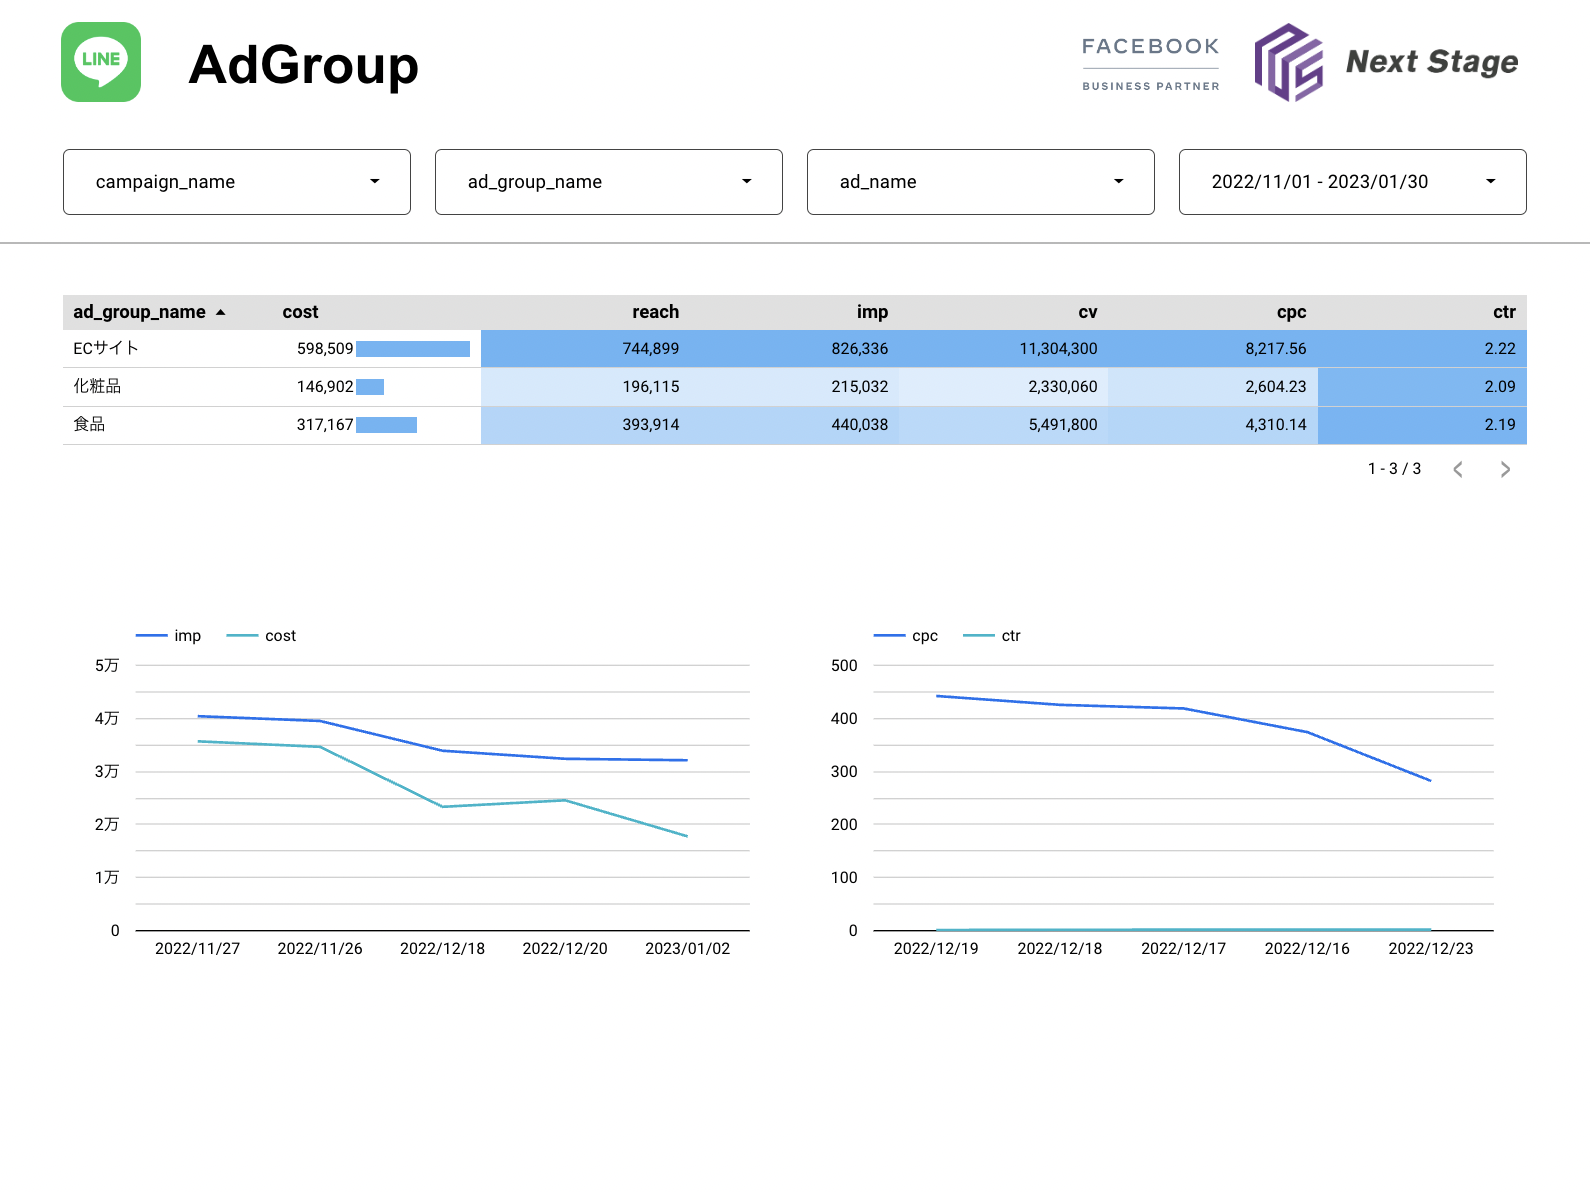 LINE
AdGroup
FACEBOOK
BUSINESS PARTNER
Next Stage
campaign_name
ad_group_name
ad_name
2022/11/01 - 2023/01/30
ad_group_name cost reach imp cv cpc ctr
ECサイト 598,509 744,899 826,336 11,304,300 8,217.56 2.22
化粧品 146,902 196,115 215,032 2,330,060 2,604.23 2.09
食品 317,167 393,914 440,038 5,491,800 4,310.14 2.19
1 - 3 / 3
imp cost
5万
4万
3万
2万
1万
0
2022/11/27 2022/11/26 2022/12/18 2022/12/20 2023/01/02
cpc ctr
500
400
300
200
100
0
2022/12/19 2022/12/18 2022/12/17 2022/12/16 2022/12/23